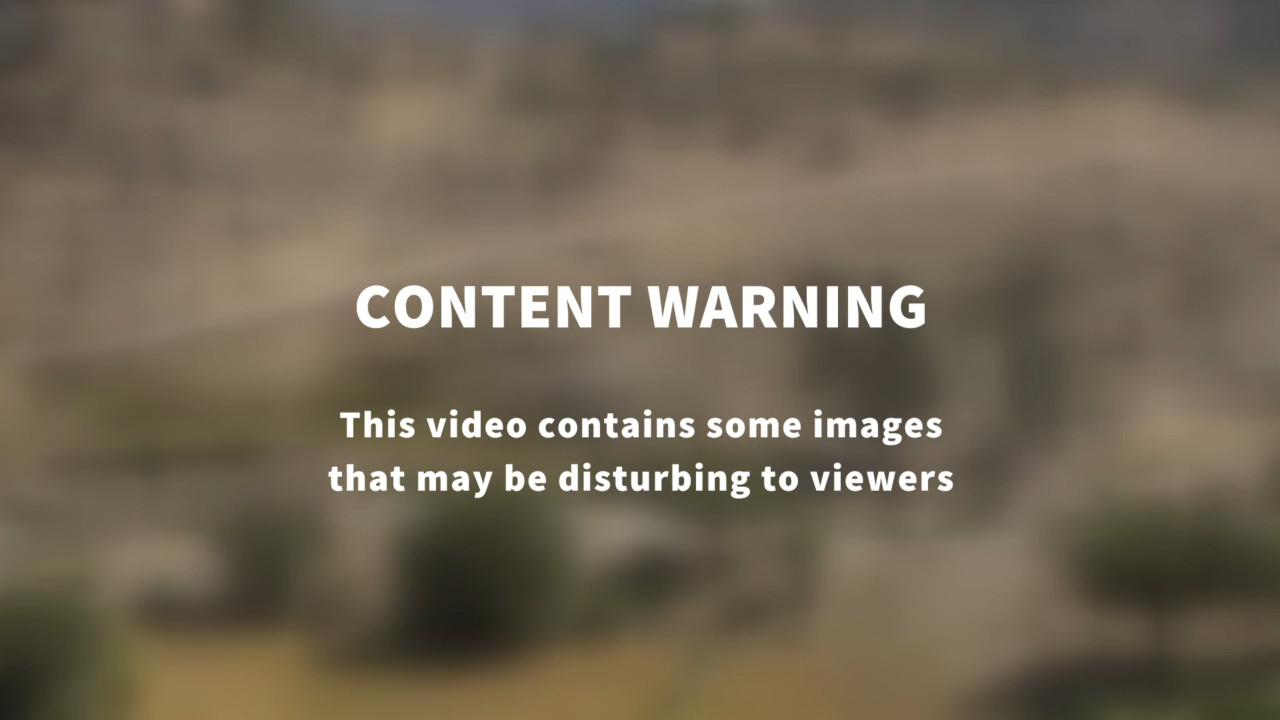 CONTENT WARNING
This video contains some images
that may be disturbing to viewers